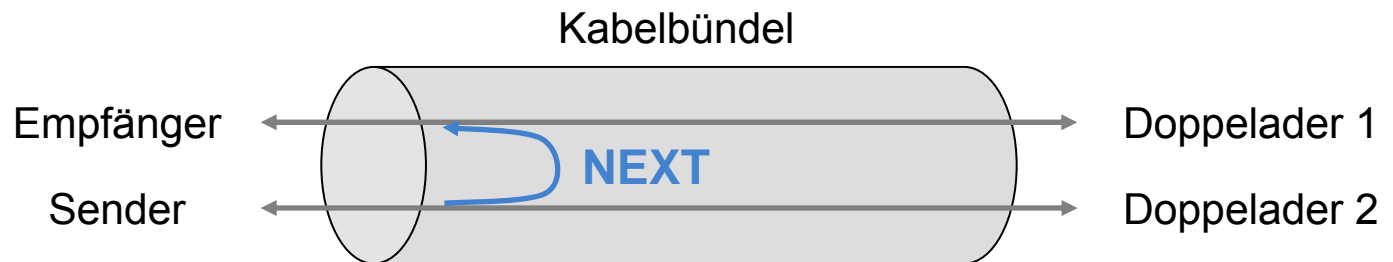 Kabelbündel
Empfänger
Doppelader 1
NEXT
Sender
Doppelader 2